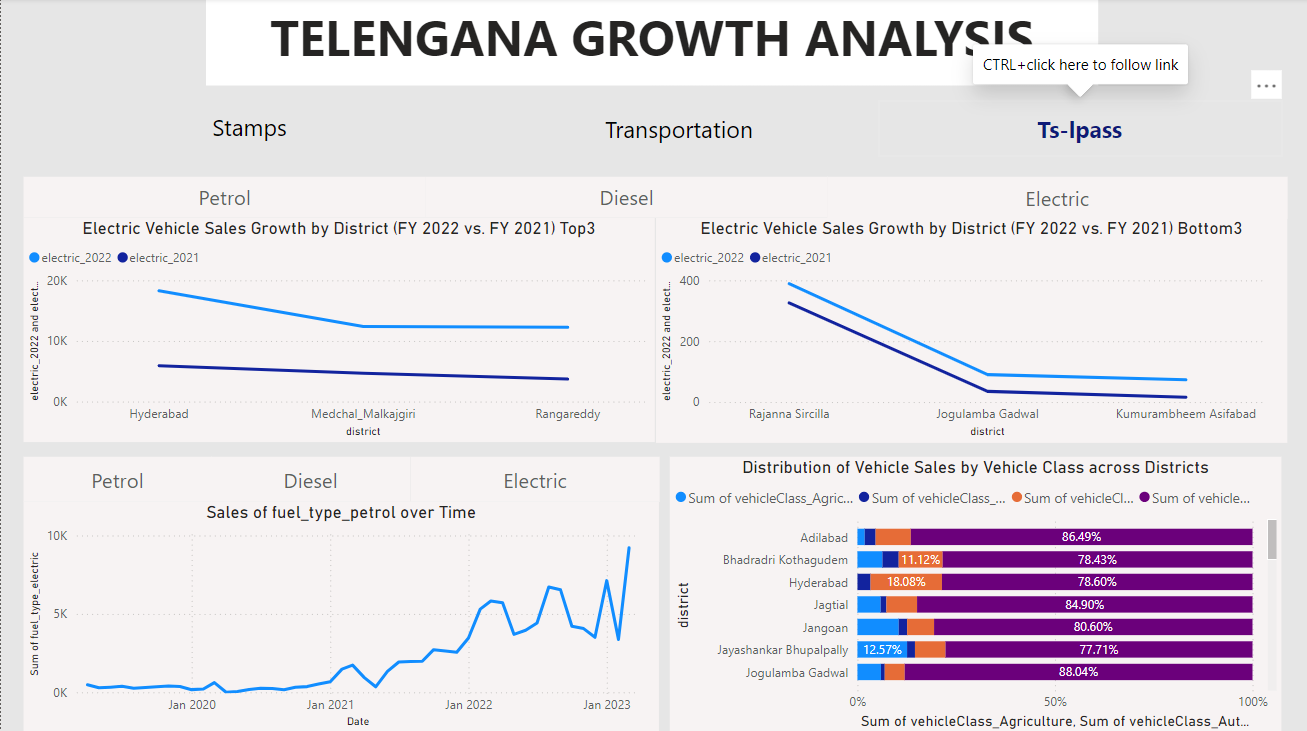 TELENGANA GROWTH ANALYSIS
CTRL+click here to follow link
Stamps
Transportation
Ts-Ipass
Petrol
Diesel
Electric
Electric Vehicle Sales Growth by District (FY 2022 vs. FY 2021) Top3
electric_2022 electric_2021
electric_2022 and elect...
20K
10K
0K
Hyderabad
Medchal_Malkajgiri
Rangareddy
district
Electric Vehicle Sales Growth by District (FY 2022 vs. FY 2021) Bottom3
electric_2022 electric_2021
electric_2022 and elect...
400
200
0
Rajanna Sircilla
Jogulamba Gadwal
Kumurambheem Asifabad
district
Petrol
Diesel
Electric
Sales of fuel_type_petrol over Time
Sum of fuel_type_electric
10K
5K
0K
Jan 2020
Jan 2021
Jan 2022
Jan 2023
Date
Distribution of Vehicle Sales by Vehicle Class across Districts
Sum of vehicleClass_Agric... Sum of vehicleClass_... Sum of vehicleCl... Sum of vehicle...
district
Adilabad 86.49%
Bhadradri Kothagudem 11.12% 78.43%
Hyderabad 18.08% 78.60%
Jagtial 84.90%
Jangoan 80.60%
Jayashankar Bhupalpally 12.57% 77.71%
Jogulamba Gadwal 88.04%
0% 50% 100%
Sum of vehicleClass_Agriculture, Sum of vehicleClass_Aut...